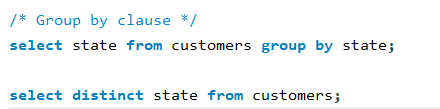 /* Group by clause */
select state from customers group by state;
select distinct state from customers;